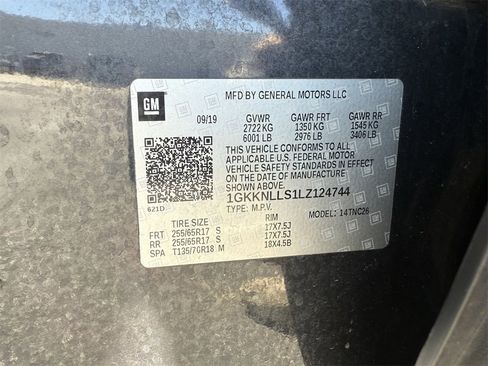 GM
MFD BY GENERAL MOTORS LLC
09/19 GVWR GAWR FRT GAWR RR
2722 KG 1350 KG 1545 KG
6001 LB 2976 LB 3406 LB
THIS VEHICLE CONFORMS TO ALL
APPLICABLE U.S. FEDERAL MOTOR
VEHICLE SAFETY STANDARDS IN EFFECT
ON THE DATE OF MANUFACTURE
SHOWN ABOVE.
1GKKNLLS1LZ124744
621D TYPE: M.P.V. MODEL: 14TNC26
TIRE SIZE RIM
FRT 255/65R17 S 17X7.5J
RR 255/65R17 S 17X7.5J
SPA T135/70R18 M 18X4.5B